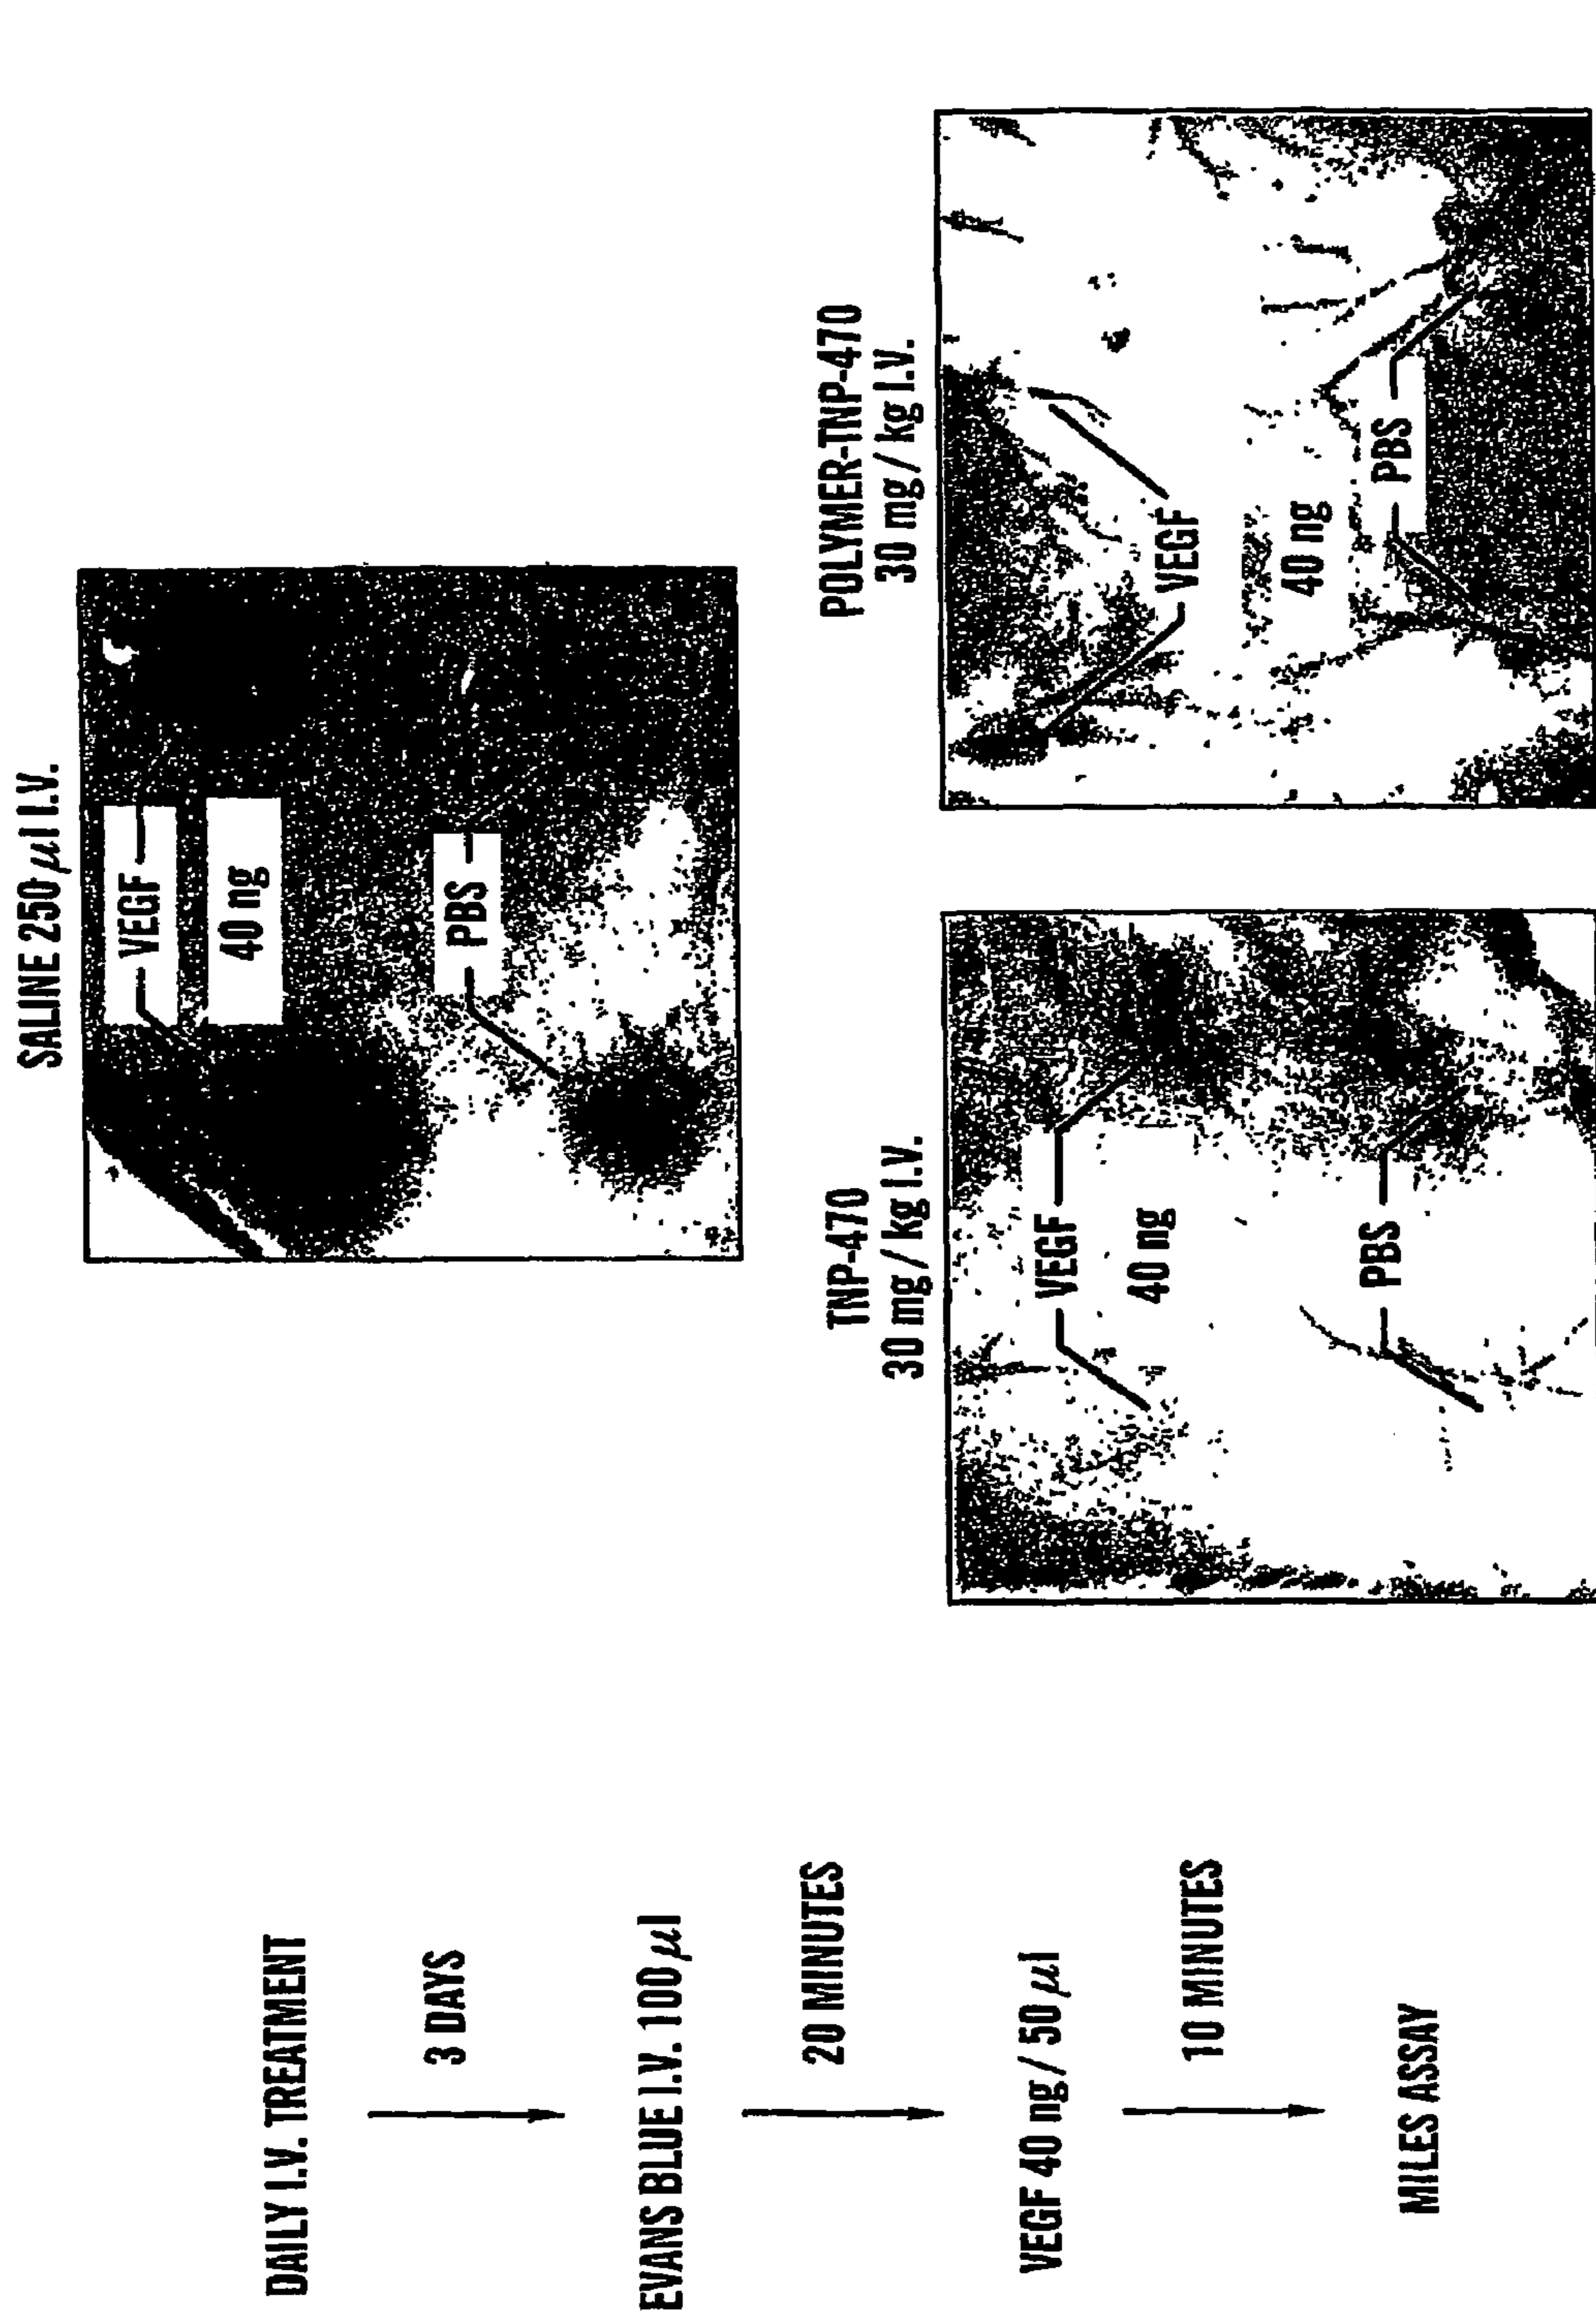 DAILY I.V. TREATMENT
3 DAYS
EVANS BLUE I.V. 100 μl
20 MINUTES
VEGF 40 ng / 50 μl
10 MINUTES
MILES ASSAY
SALINE 250 μl I.V.
VEGF
40 ng
PBS
TNP-470
30 mg / kg I.V.
VEGF
40 ng
PBS
POLYMER-TNP-470
30 mg / kg I.V.
VEGF
40 ng
PBS